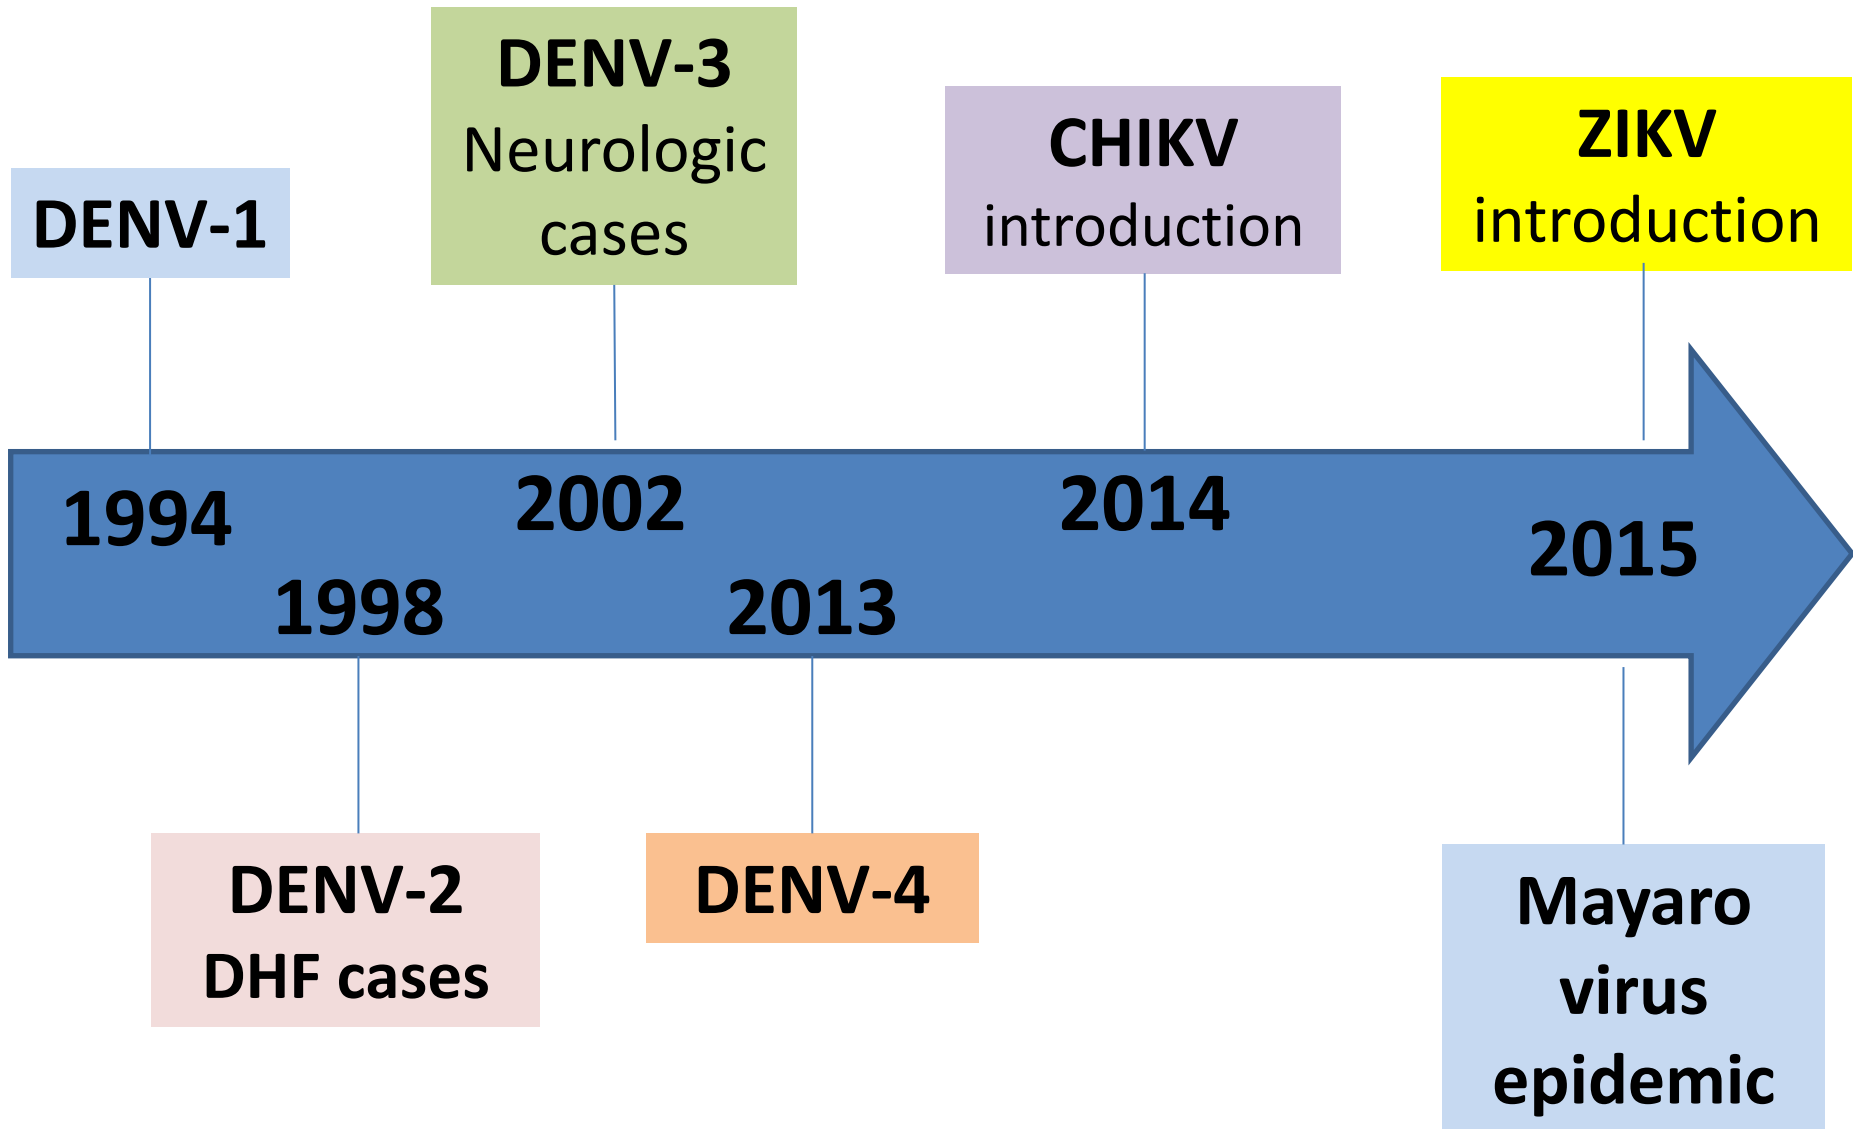 DENV-1
DENV-3
Neurologic
cases
CHIKV
introduction
ZIKV
introduction
1994
1998
2002
2013
2014
2015
DENV-2
DHF cases
DENV-4
Mayaro
virus
epidemic